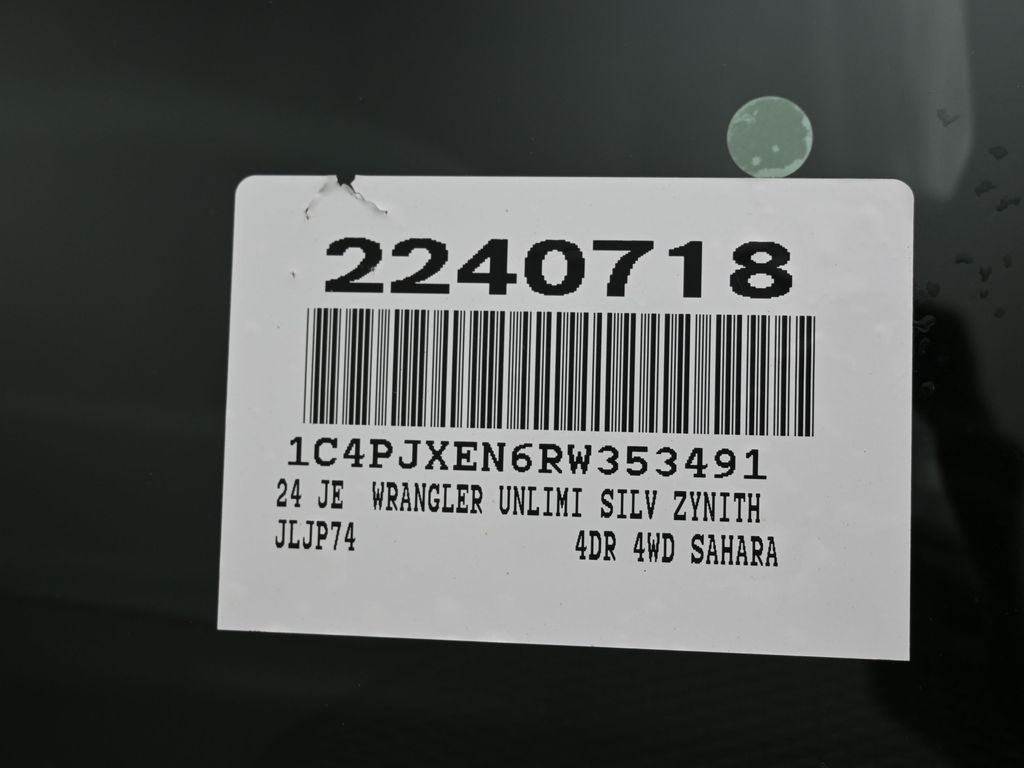 2240718
1C4PJXEN6RW353491
24 JE WRANGLER UNLIMI SILV ZYNITH
JLJP74 4DR 4WD SAHARA